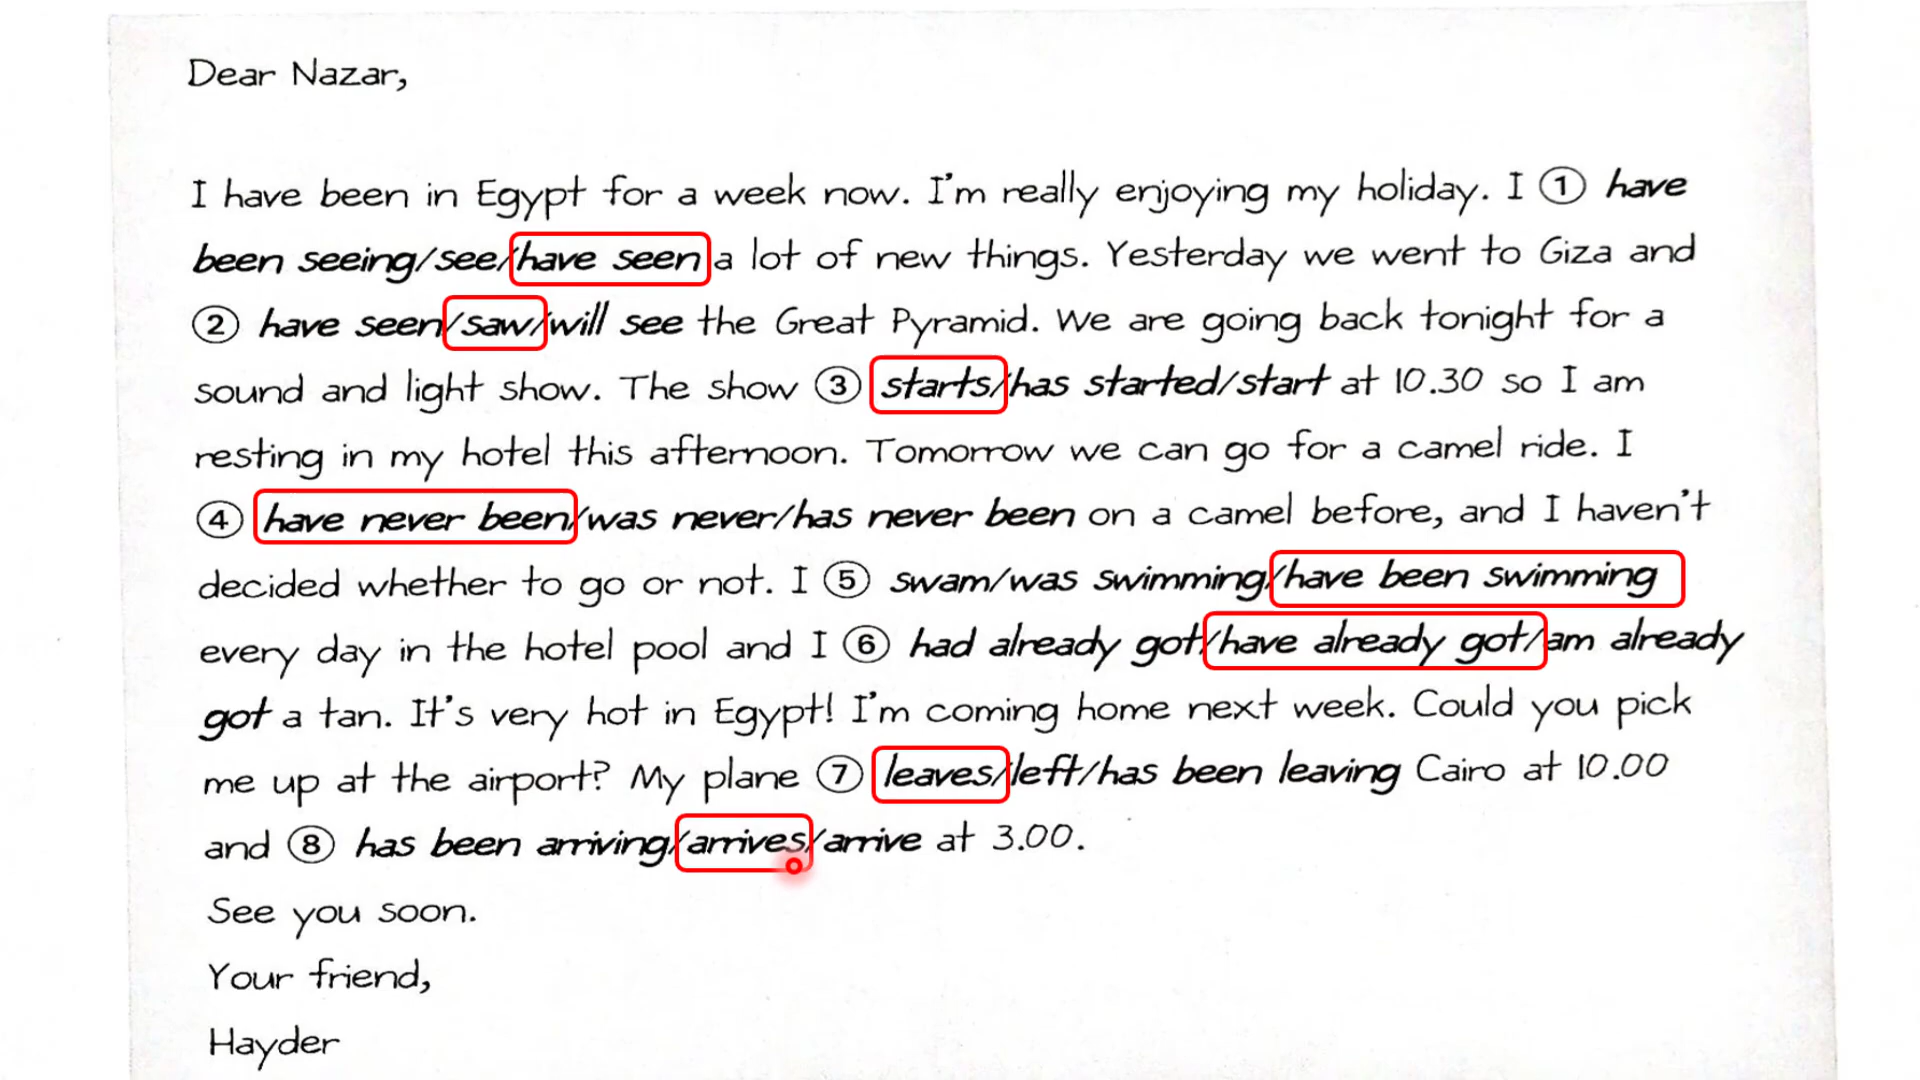 Dear Nazar,
I have been in Egypt for a week now. I'm really enjoying my holiday. I ① have
been seeing/see/have seen a lot of new things. Yesterday we went to Giza and
② have seen/saw/will see the Great Pyramid. We are going back tonight for a
sound and light show. The show ③ starts/has started/start at 10.30 so I am
resting in my hotel this afternoon. Tomorrow we can go for a camel ride. I
④ have never been/was never/has never been on a camel before, and I haven't
decided whether to go or not. I ⑤ swam/was swimming/have been swimming
every day in the hotel pool and I ⑥ had already got/have already got/am already
got a tan. It's very hot in Egypt! I'm coming home next week. Could you pick
me up at the airport? My plane ⑦ leaves/left/has been leaving Cairo at 10.00
and ⑧ has been arriving/arrives/arrive at 3.00.
See you soon.
Your friend,
Hayder